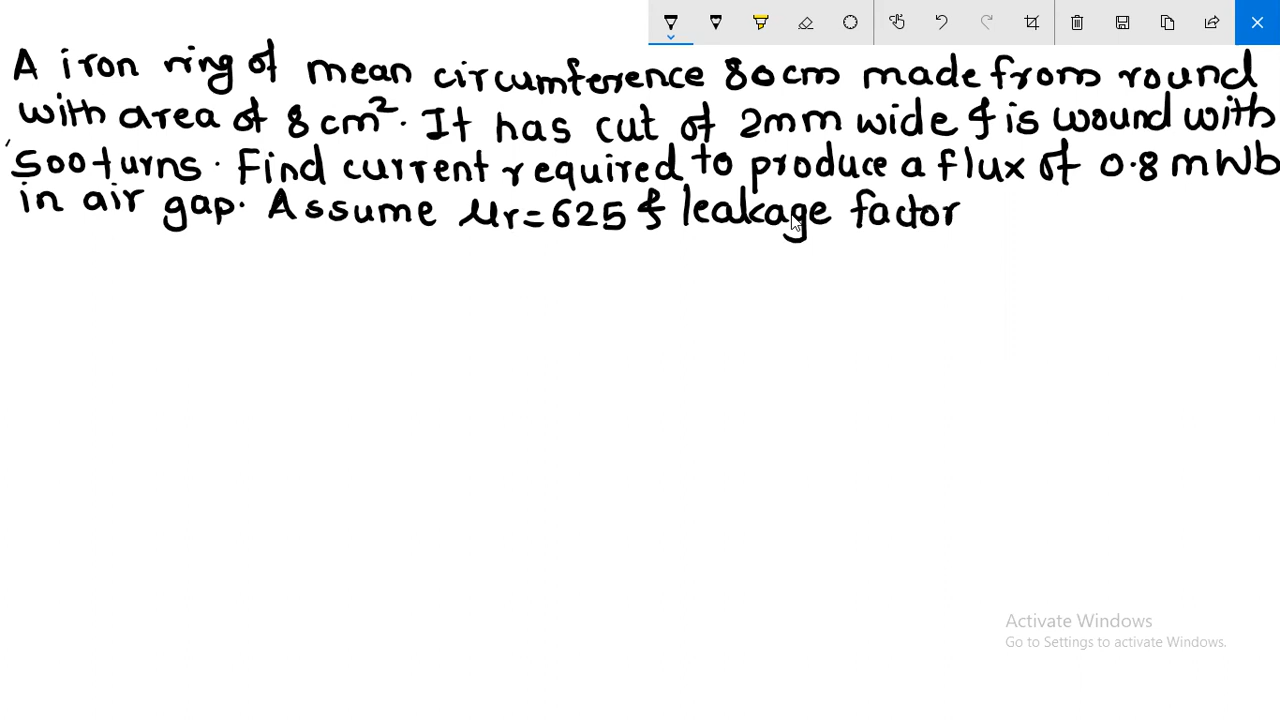 A iron ring of mean circumference 80cm made from round
with area of 8 cm². It has cut of 2mm wide & is wound with
500 turns. Find current required to produce a flux of 0.8 mWb
in air gap. Assume μr=625 & leakage factor
Activate Windows
Go to Settings to activate Windows.